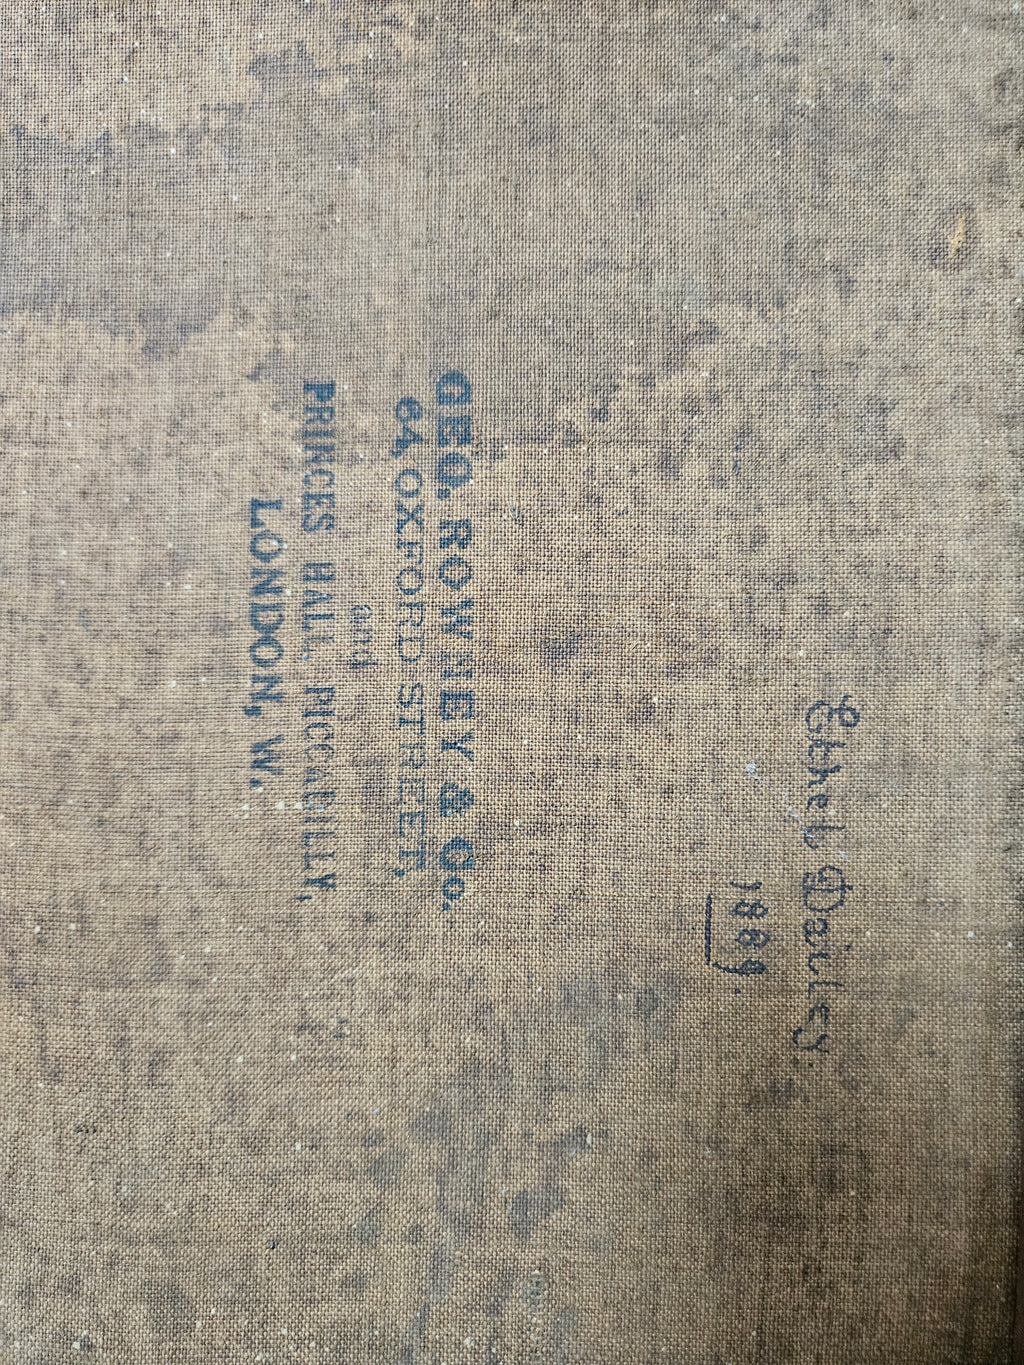 Ethel Dailey
1889.
GEO. ROWNEY & Co.
64, OXFORD STREET,
and
PRINCES HALL, PICCADILLY,
LONDON, W.